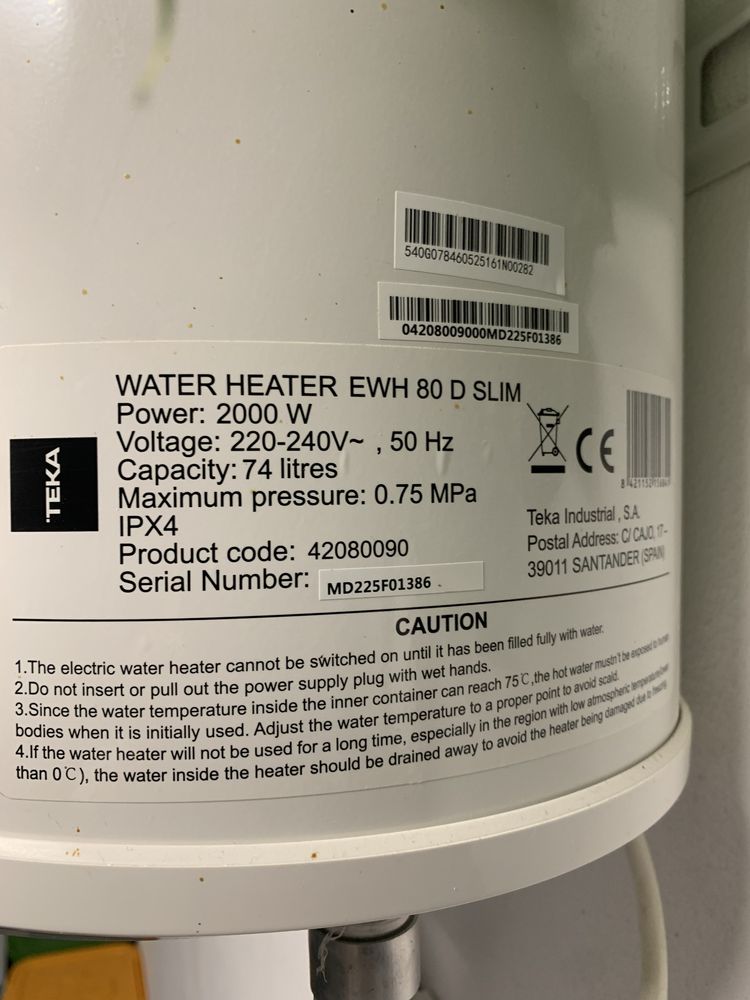 540G078460525161N00282
04208009000MD225F01386
WATER HEATER EWH 80 D SLIM
Power: 2000 W
Voltage: 220-240V~ , 50 Hz
Capacity: 74 litres
Maximum pressure: 0.75 MPa
IPX4
Product code: 42080090
Serial Number: MD225F01386
TEKA
Teka Industrial , S.A.
Postal Address: C/ CAJO, 17-
39011 SANTANDER (SPAIN)
CAUTION
1.The electric water heater cannot be switched on until it has been filled fully with water.
2.Do not insert or pull out the power supply plug with wet hands.
3.Since the water temperature inside the inner container can reach 75℃,the hot water mustn't be exposed to human
bodies when it is initially used. Adjust the water temperature to a proper point to avoid scald.
4.If the water heater will not be used for a long time, especially in the region with low atmospheric temperature(lower
than 0℃), the water inside the heater should be drained away to avoid the heater being damaged due to freezing.